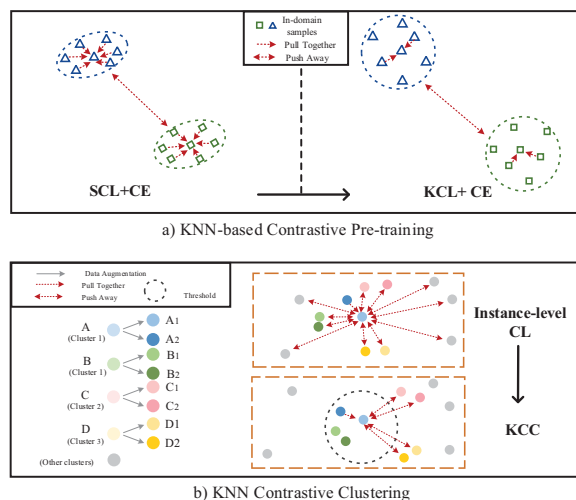 In-domain
samples
Pull Together
Push Away
SCL+CE
KCL+ CE
a) KNN-based Contrastive Pre-training
Data Augmentation
Pull Together
Push Away
Threshold
A
(Cluster 1)
A1
A2
B
(Cluster 1)
B1
B2
C
(Cluster 2)
C1
C2
D
(Cluster 3)
D1
D2
(Other clusters)
Instance-level
CL
KCC
b) KNN Contrastive Clustering